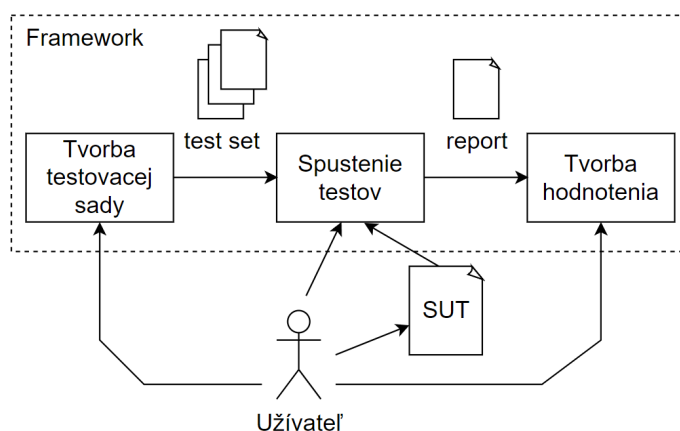 Framework
test set
report
Tvorba
testovacej
sady
Spustenie
testov
Tvorba
hodnotenia
SUT
Užívateľ